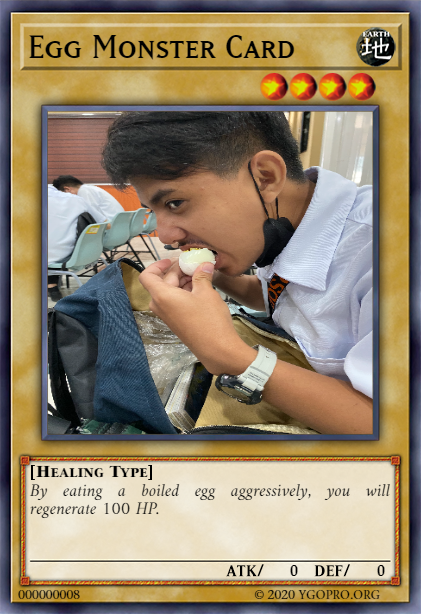 Egg Monster Card
EARTH
地
[Healing Type]
By eating a boiled egg aggressively, you will
regenerate 100 HP.
ATK/ 0 DEF/ 0
000000008
© 2020 YGOPRO.ORG